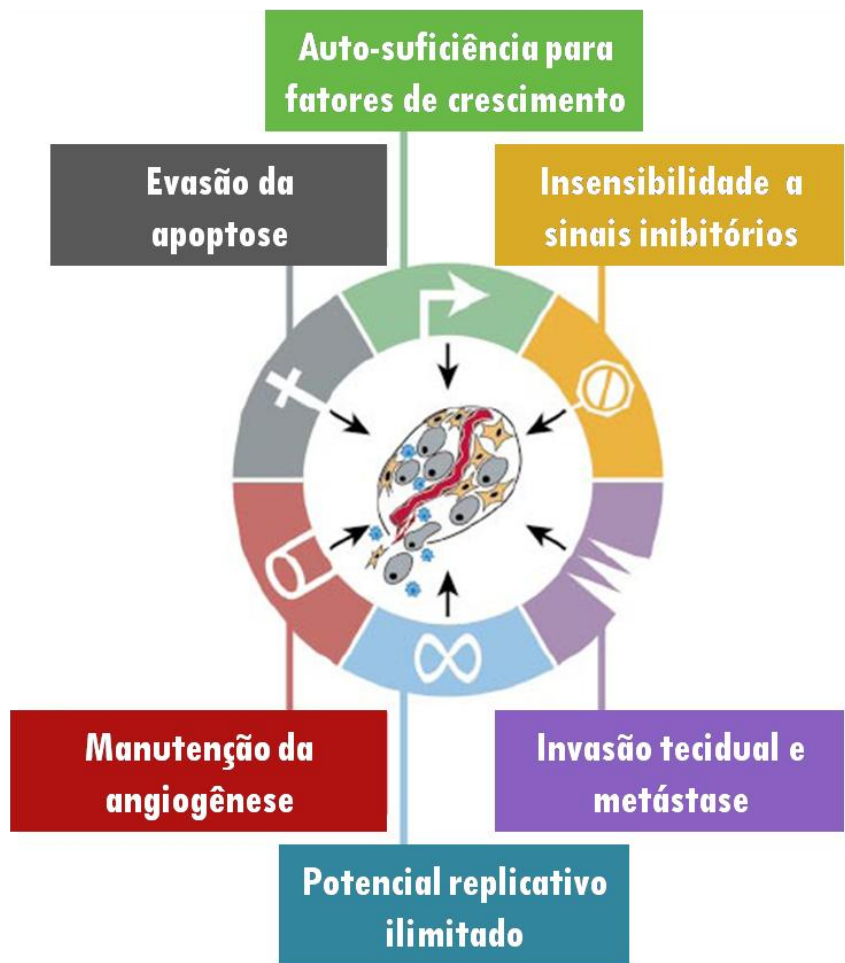 Auto-suficiência para
fatores de crescimento
Evasão da
apoptose
Insensibilidade a
sinais inibitórios
Manutenção da
angiogênese
Invasão tecidual e
metástase
Potencial replicativo
ilimitado